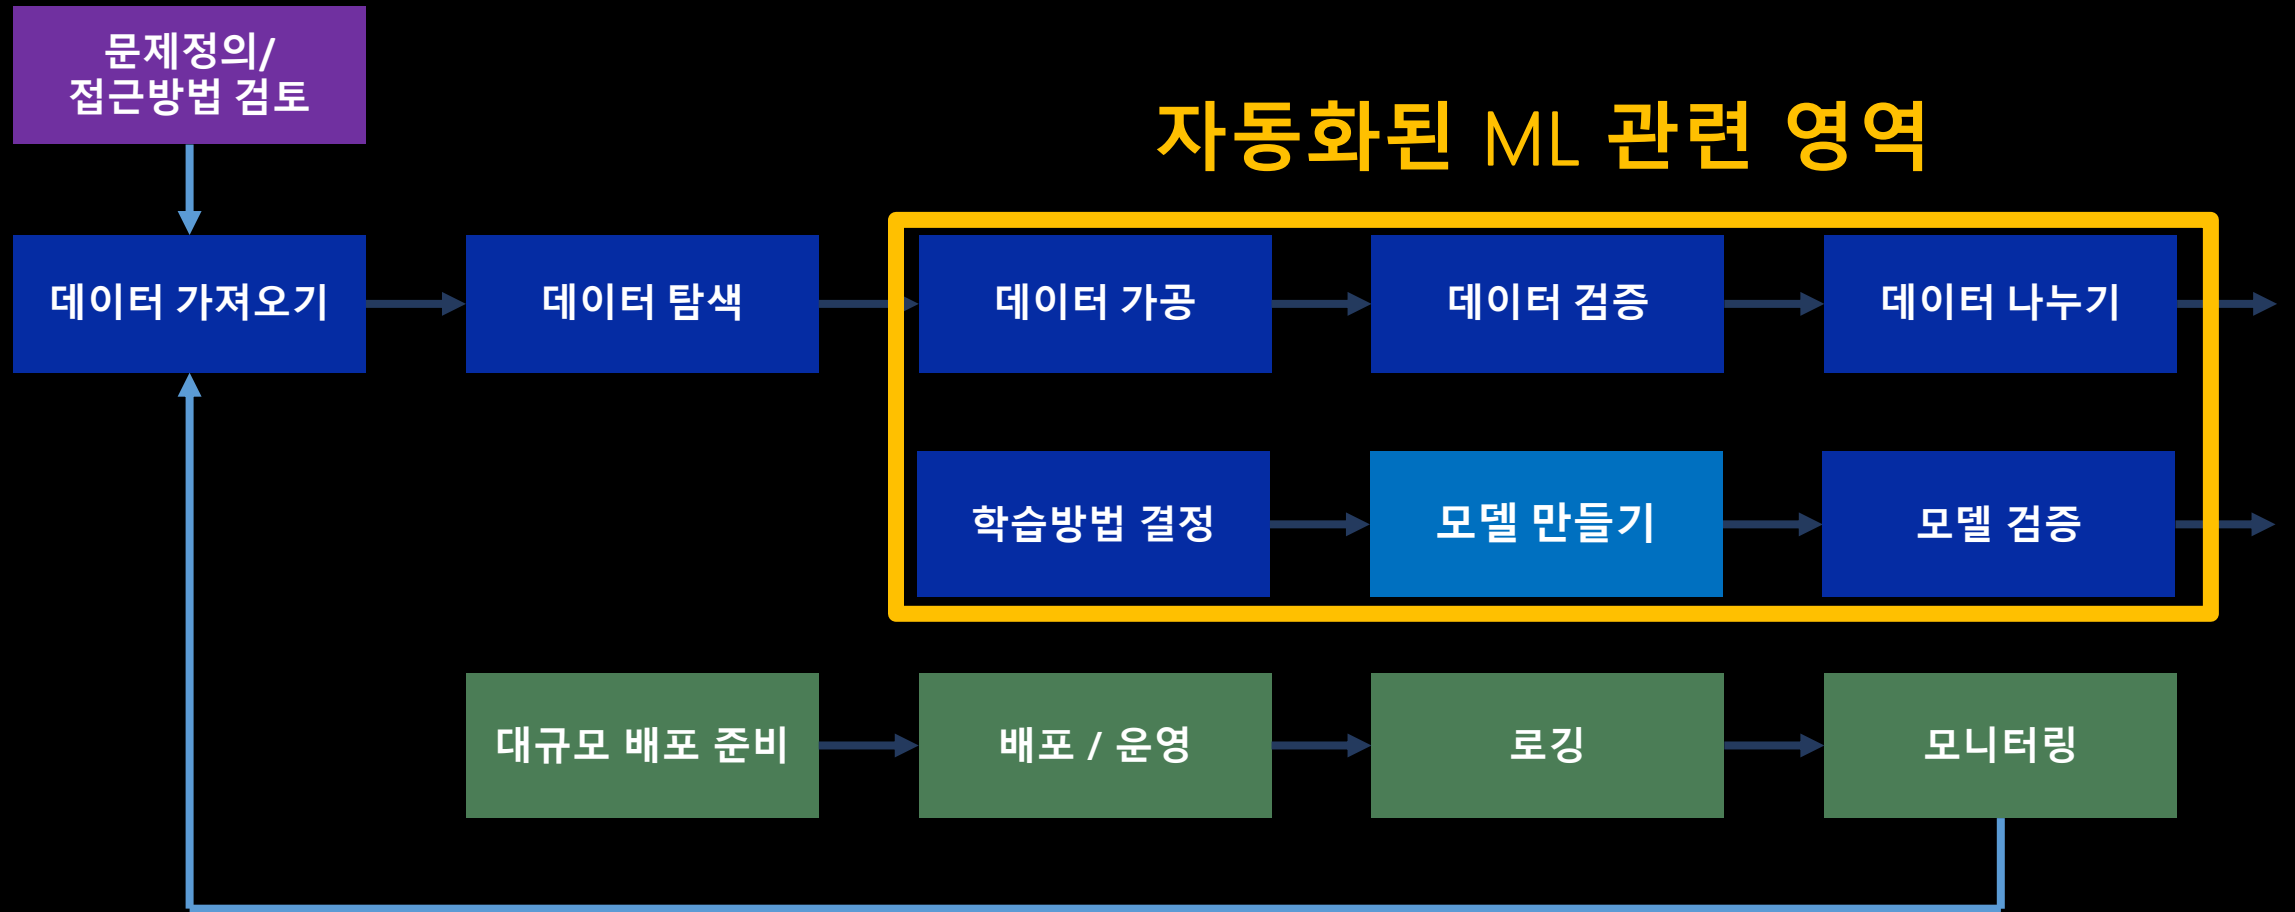 문제정의/
접근방법 검토
자동화된 ML 관련 영역
데이터 가져오기
데이터 탐색
데이터 가공
데이터 검증
데이터 나누기
학습방법 결정
모델 만들기
모델 검증
대규모 배포 준비
배포 / 운영
로깅
모니터링